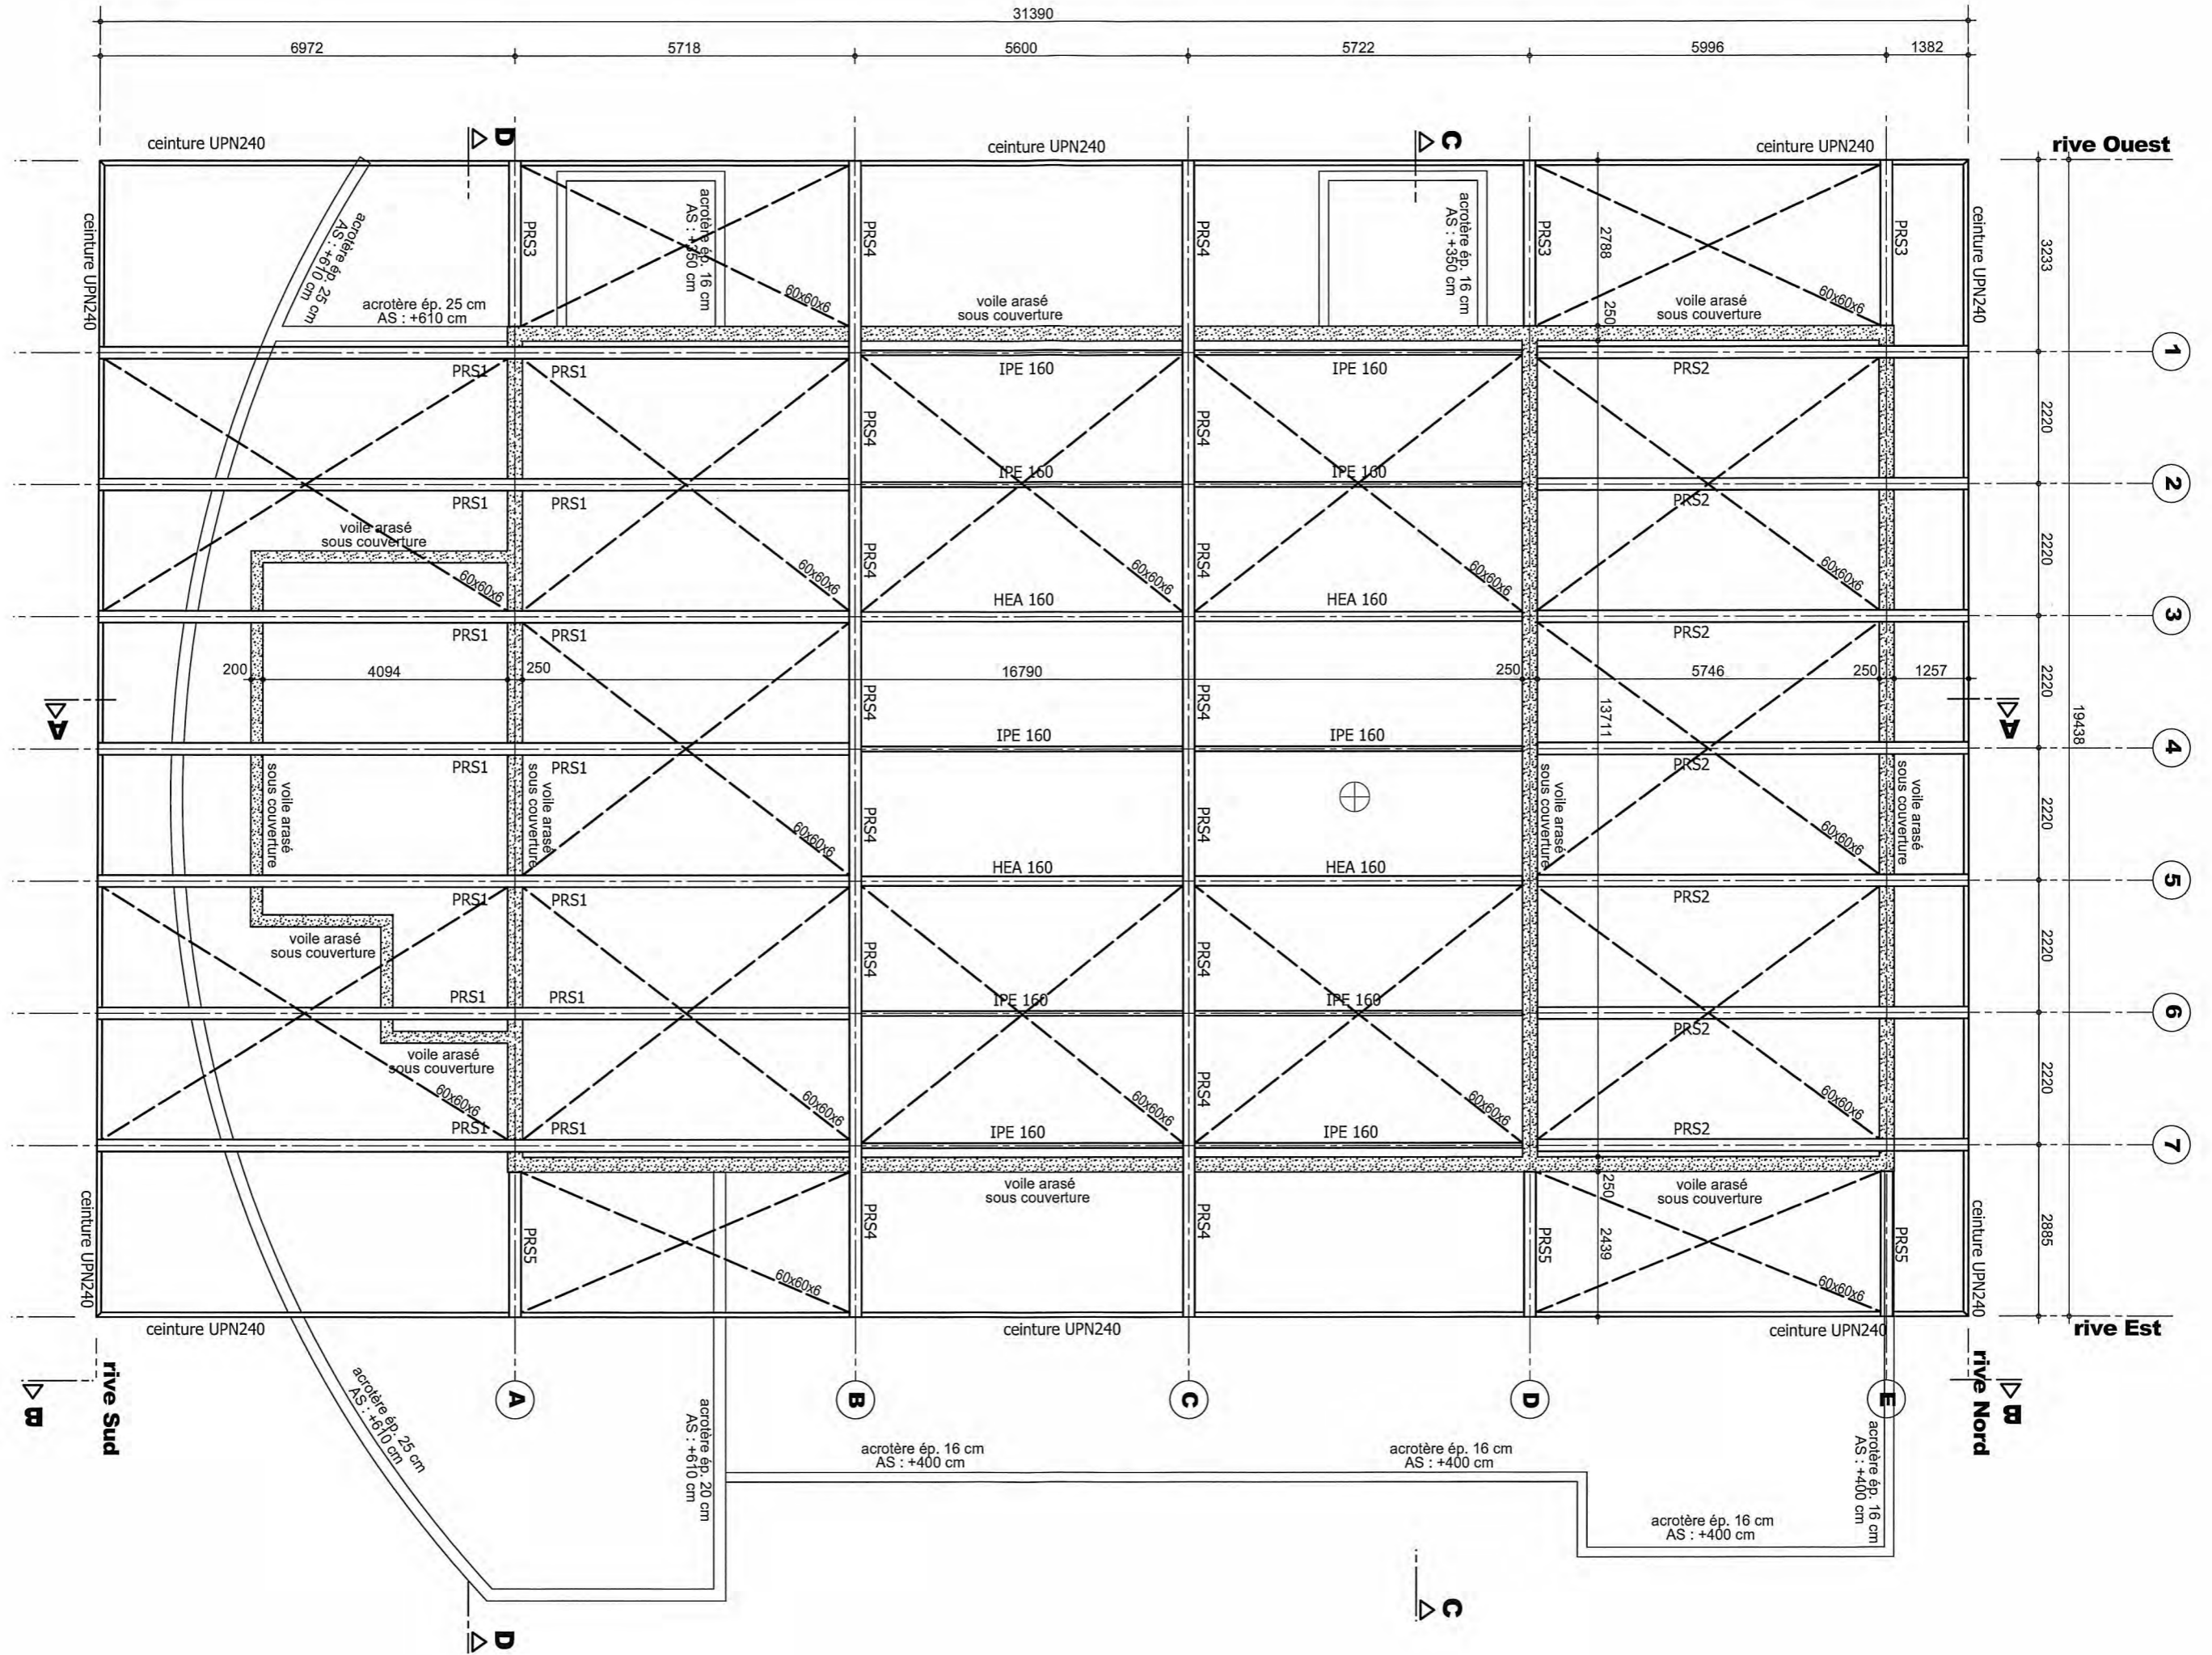 31390
6972
5718
5600
5722
5996
1382
D
C
ceinture UPN240
ceinture UPN240
ceinture UPN240
rive Ouest
ceinture UPN240
acrotère ép. 25 cm
AS : +610 cm
acrotère ép. 25 cm
AS : +610 cm
PRS3
acrotère ép. 16 cm
AS : +350 cm
60x60x6
PRS4
voile arasé
sous couverture
PRS4
acrotère ép. 16 cm
AS : +350 cm
PRS3
2788
250
voile arasé
sous couverture
60x60x6
PRS3
ceinture UPN240
3233
1
PRS1
PRS1
IPE 160
IPE 160
PRS2
PRS4
PRS4
2220
2
PRS1
PRS1
IPE 160
IPE 160
PRS2
voile arasé
sous couverture
60x60x6
60x60x6
PRS4
60x60x6
PRS4
60x60x6
60x60x6
2220
3
PRS1
PRS1
HEA 160
HEA 160
PRS2
200
4094
250
16790
250
5746
250
1257
A
PRS4
PRS4
13711
2220
19438
A
4
PRS1
PRS1
IPE 160
IPE 160
PRS2
voile arasé
sous couverture
voile arasé
sous couverture
60x60x6
PRS4
PRS4
voile arasé
sous couverture
60x60x6
voile arasé
sous couverture
2220
5
PRS1
PRS1
HEA 160
HEA 160
PRS2
voile arasé
sous couverture
PRS4
PRS4
2220
6
PRS1
PRS1
IPE 160
IPE 160
PRS2
voile arasé
sous couverture
60x60x6
60x60x6
PRS4
60x60x6
PRS4
60x60x6
60x60x6
2220
7
PRS1
PRS1
IPE 160
IPE 160
PRS2
ceinture UPN240
PRS5
60x60x6
PRS4
voile arasé
sous couverture
PRS4
PRS5
250
2439
voile arasé
sous couverture
60x60x6
PRS5
ceinture UPN240
2885
ceinture UPN240
ceinture UPN240
ceinture UPN240
rive Est
B
rive Sud
A
B
C
D
E
rive Nord
B
acrotère ép. 25 cm
AS : +610 cm
acrotère ép. 20 cm
AS : +610 cm
acrotère ép. 16 cm
AS : +400 cm
acrotère ép. 16 cm
AS : +400 cm
acrotère ép. 16 cm
AS : +400 cm
acrotère ép. 16 cm
AS : +400 cm
D
C